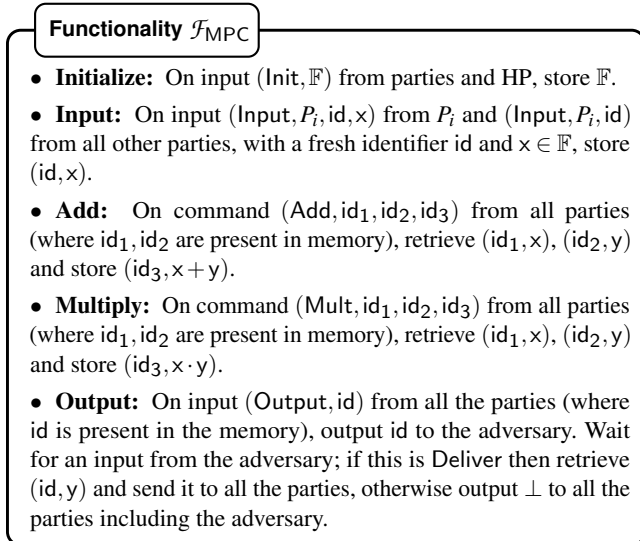 Functionality ℱ_MPC
• Initialize: On input (Init, 𝔽) from parties and HP, store 𝔽.
• Input: On input (Input, P_i, id, x) from P_i and (Input, P_i, id)
from all other parties, with a fresh identifier id and x ∈ 𝔽, store
(id, x).
• Add: On command (Add, id_1, id_2, id_3) from all parties
(where id_1, id_2 are present in memory), retrieve (id_1, x), (id_2, y)
and store (id_3, x + y).
• Multiply: On command (Mult, id_1, id_2, id_3) from all parties
(where id_1, id_2 are present in memory), retrieve (id_1, x), (id_2, y)
and store (id_3, x · y).
• Output: On input (Output, id) from all the parties (where
id is present in the memory), output id to the adversary. Wait
for an input from the adversary; if this is Deliver then retrieve
(id, y) and send it to all the parties, otherwise output ⊥ to all the
parties including the adversary.